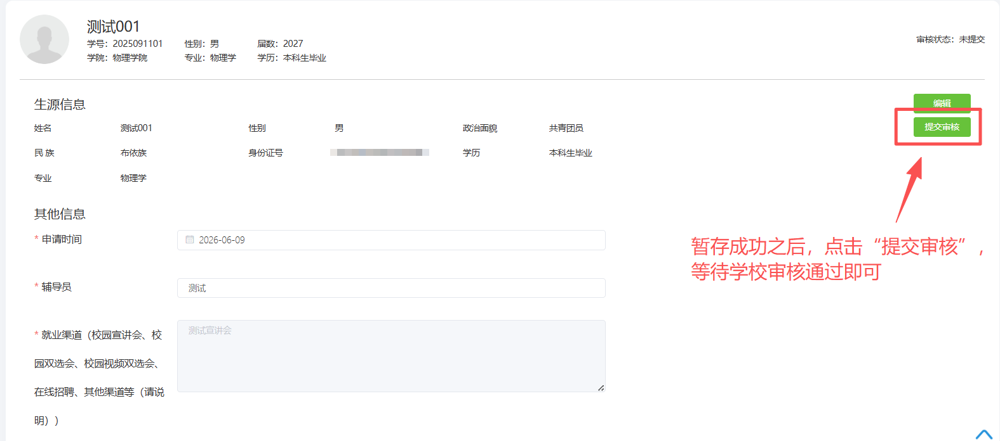 测试001
学号：2025091101 性别：男 届数：2027
学院：物理学院 专业：物理学 学历：本科生毕业
审核状态：未提交
生源信息
编辑
提交审核
姓名 测试001 性别 男 政治面貌 共青团员
民 族 布依族 身份证号 学历 本科生毕业
专业 物理学
其他信息
* 申请时间 2026-06-09
暂存成功之后，点击“提交审核”，
等待学校审核通过即可
* 辅导员 测试
* 就业渠道（校园宣讲会、校
园双选会、校园视频双选会、
在线招聘、其他渠道等（请说
明））
测试宣讲会